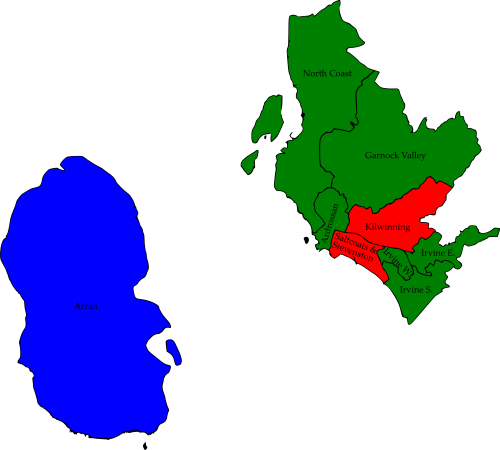 North Coast
Garnock Valley
Ardrossan
Kilwinning
Saltcoats &
Stevenston
Irvine W.
Irvine E.
Irvine S.
Arran